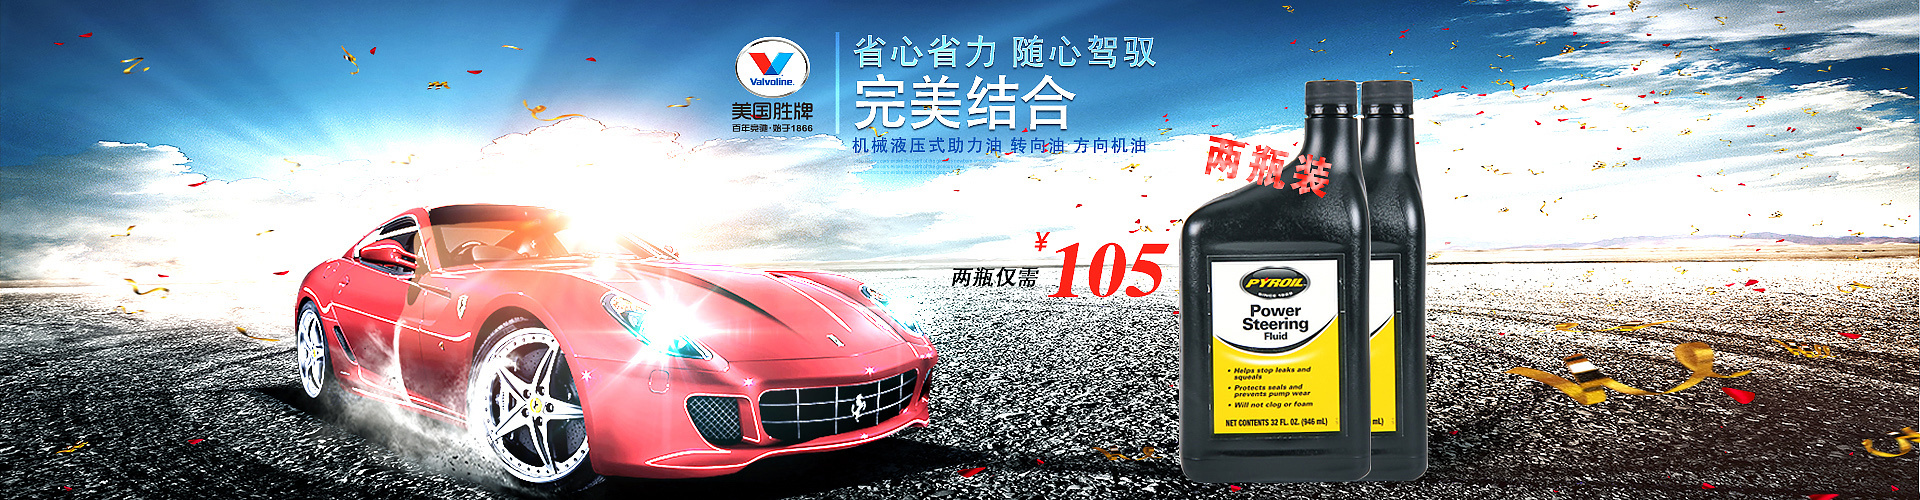 Valvoline.
美国胜牌
百年竞驰·始于1866
省心省力 随心驾驭
完美结合
机械液压式助力油 转向油 方向机油
两瓶仅需
¥105
两瓶装
PYROIL
SINCE 1929
Power
Steering
Fluid
• Helps stop leaks and
squeals
• Protects seals and
prevents pump wear
• Will not clog or foam
NET CONTENTS 32 FL. OZ. (946 mL)
mL)